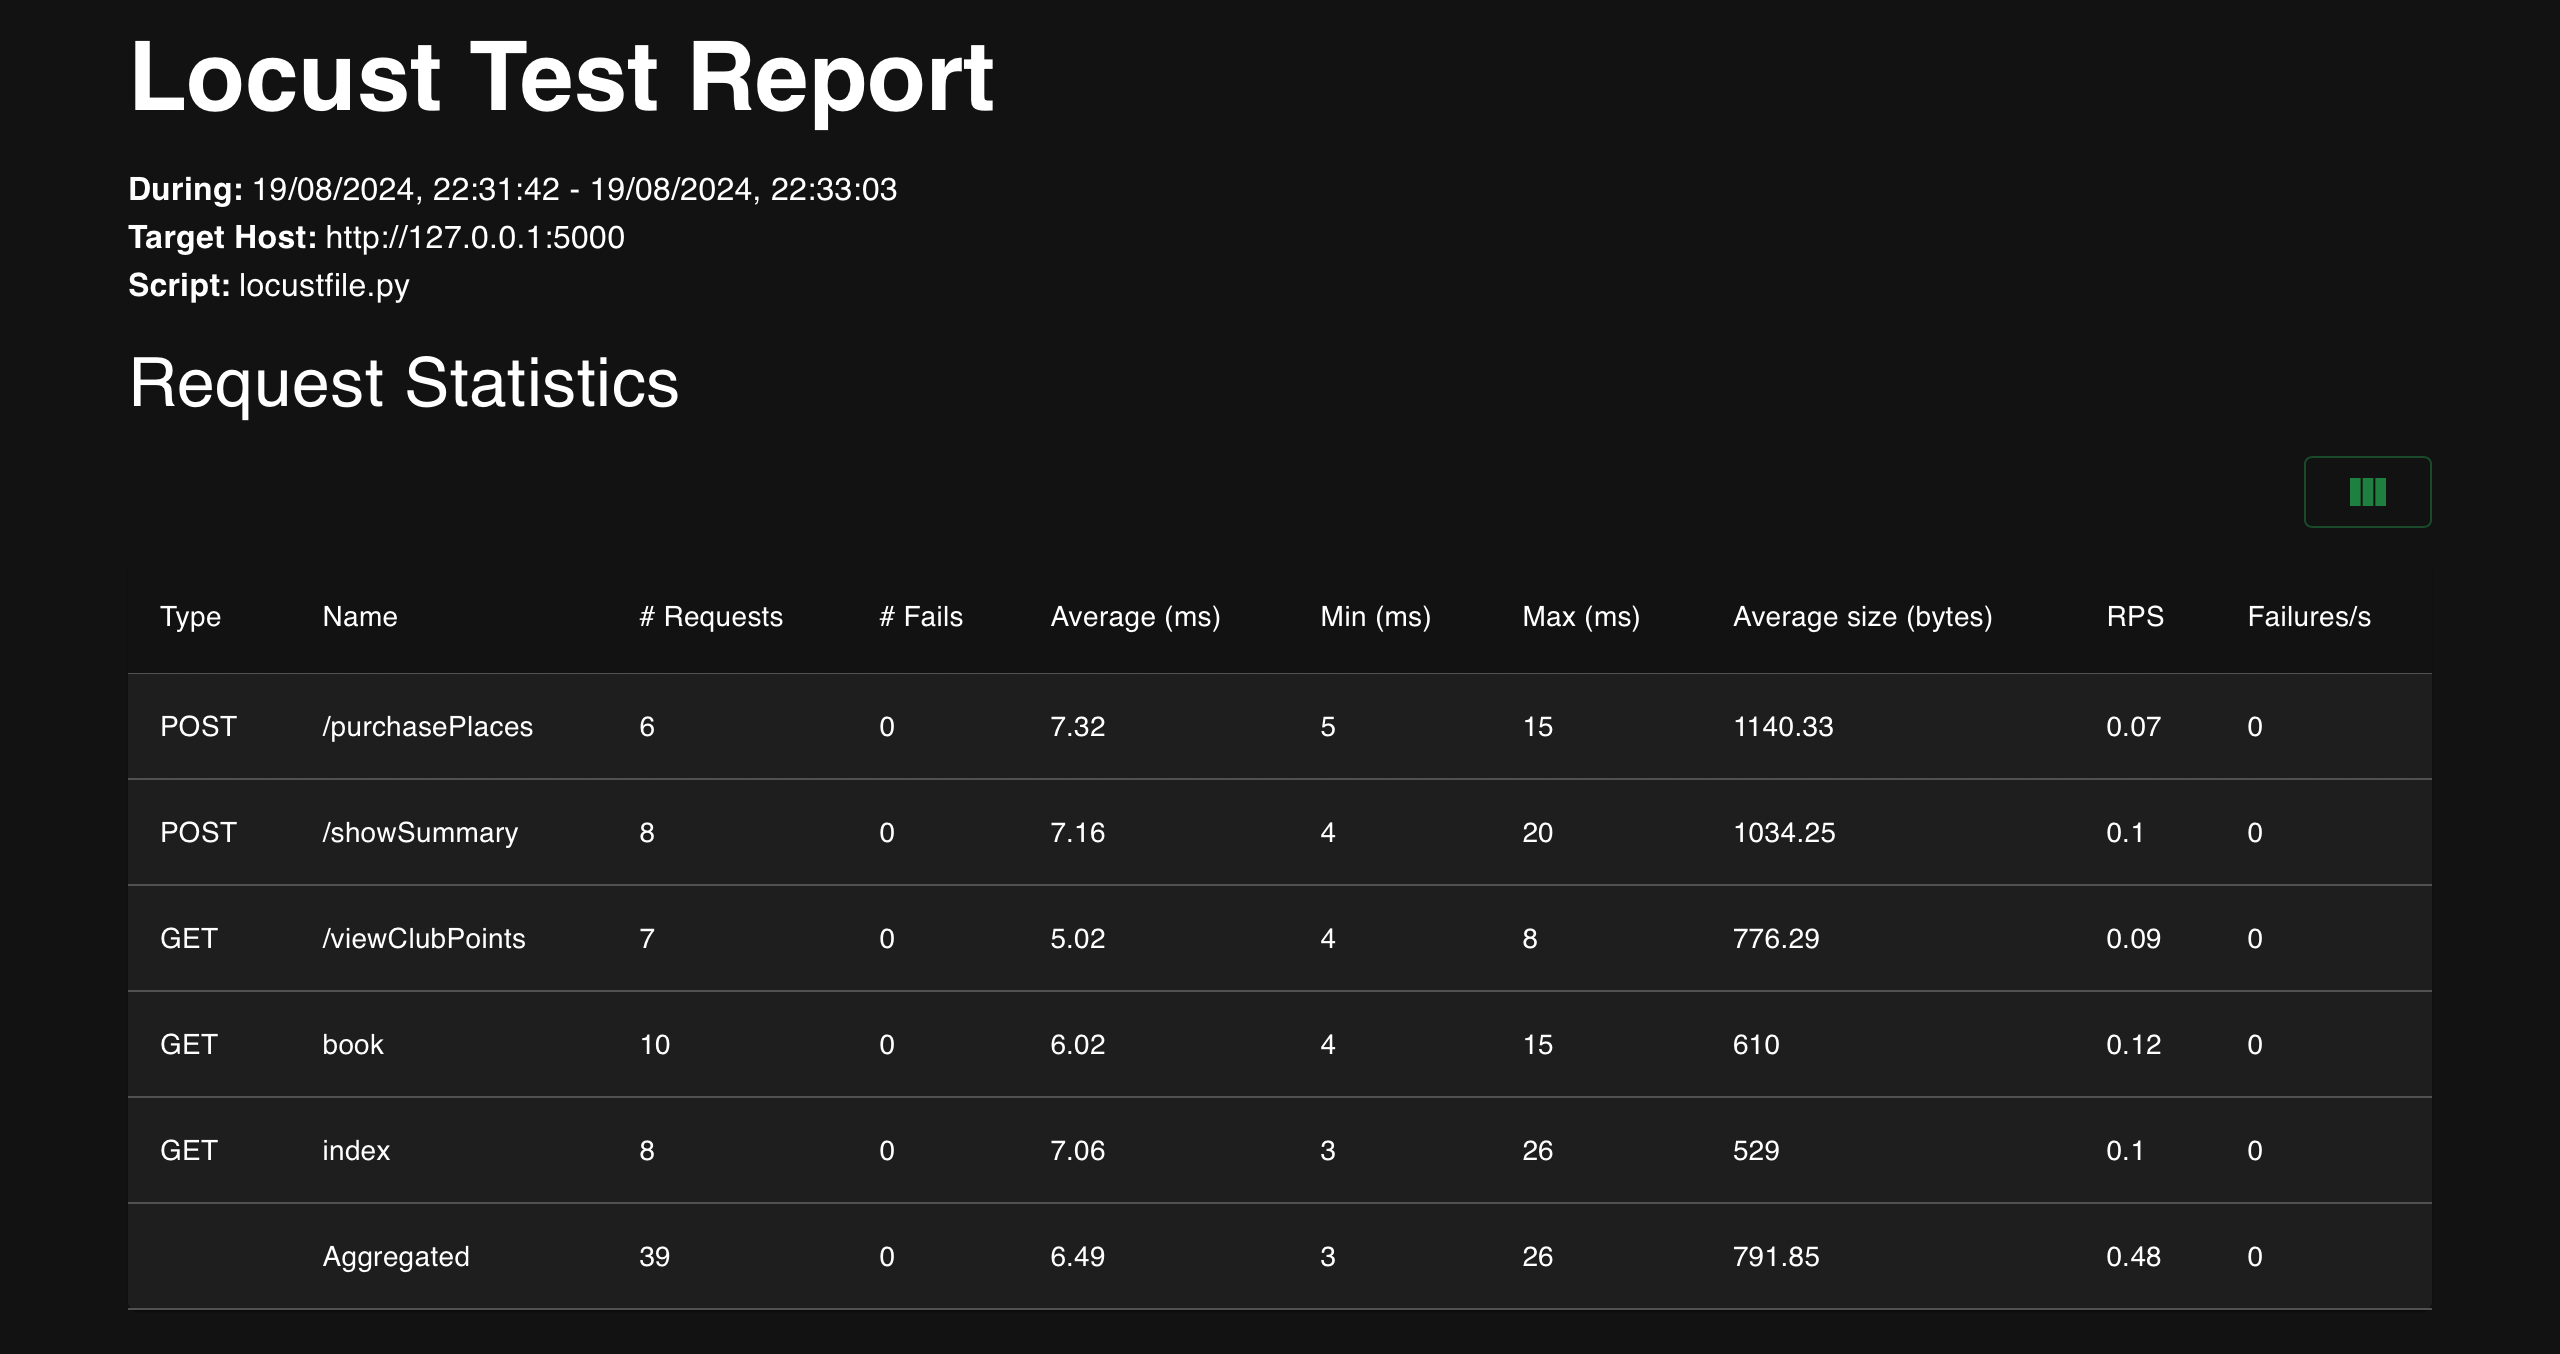 Locust Test Report
During: 19/08/2024, 22:31:42 - 19/08/2024, 22:33:03
Target Host: http://127.0.0.1:5000
Script: locustfile.py
Request Statistics
Type Name # Requests # Fails Average (ms) Min (ms) Max (ms) Average size (bytes) RPS Failures/s
POST /purchasePlaces 6 0 7.32 5 15 1140.33 0.07 0
POST /showSummary 8 0 7.16 4 20 1034.25 0.1 0
GET /viewClubPoints 7 0 5.02 4 8 776.29 0.09 0
GET book 10 0 6.02 4 15 610 0.12 0
GET index 8 0 7.06 3 26 529 0.1 0
Aggregated 39 0 6.49 3 26 791.85 0.48 0